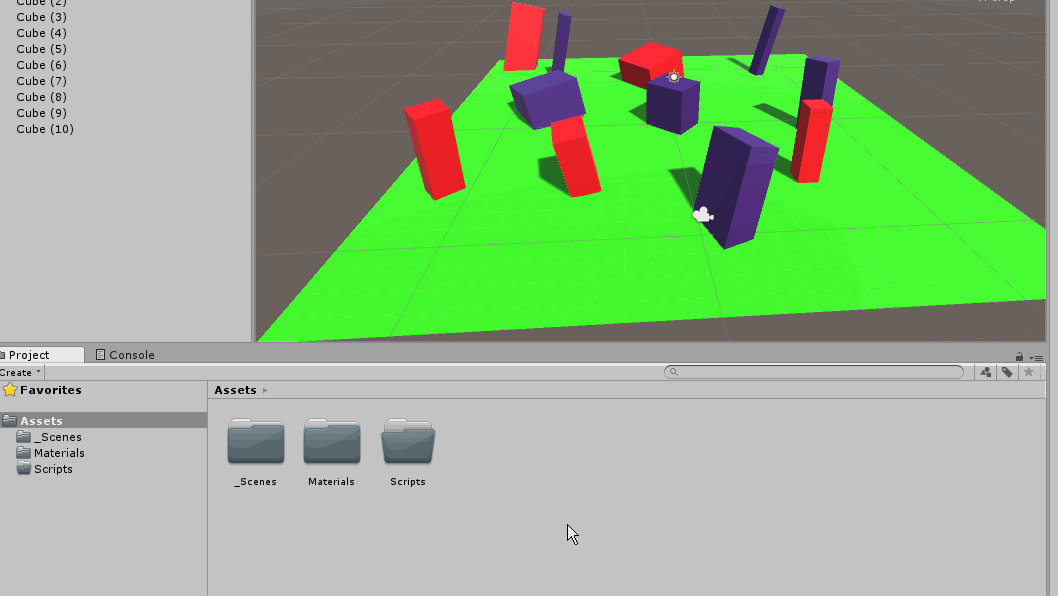 Cube (2)
Cube (3)
Cube (4)
Cube (5)
Cube (6)
Cube (7)
Cube (8)
Cube (9)
Cube (10)
Project
Console
Create
Favorites
Assets
Assets
_Scenes
Materials
Scripts
_Scenes
Materials
Scripts